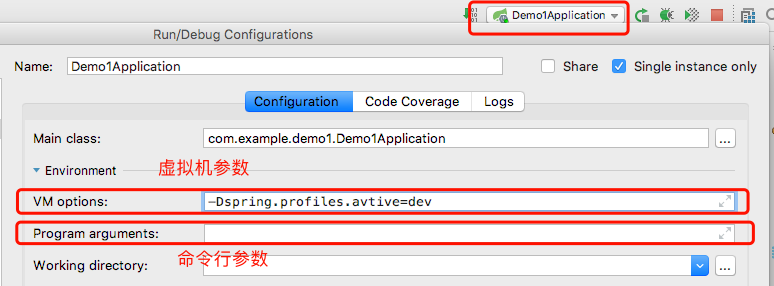 Demo1Application
Run/Debug Configurations
Name: Demo1Application Share Single instance only
Configuration Code Coverage Logs
Main class: com.example.demo1.Demo1Application ...
Environment 虚拟机参数
VM options: –Dspring.profiles.avtive=dev
Program arguments:
命令行参数
Working directory: ...